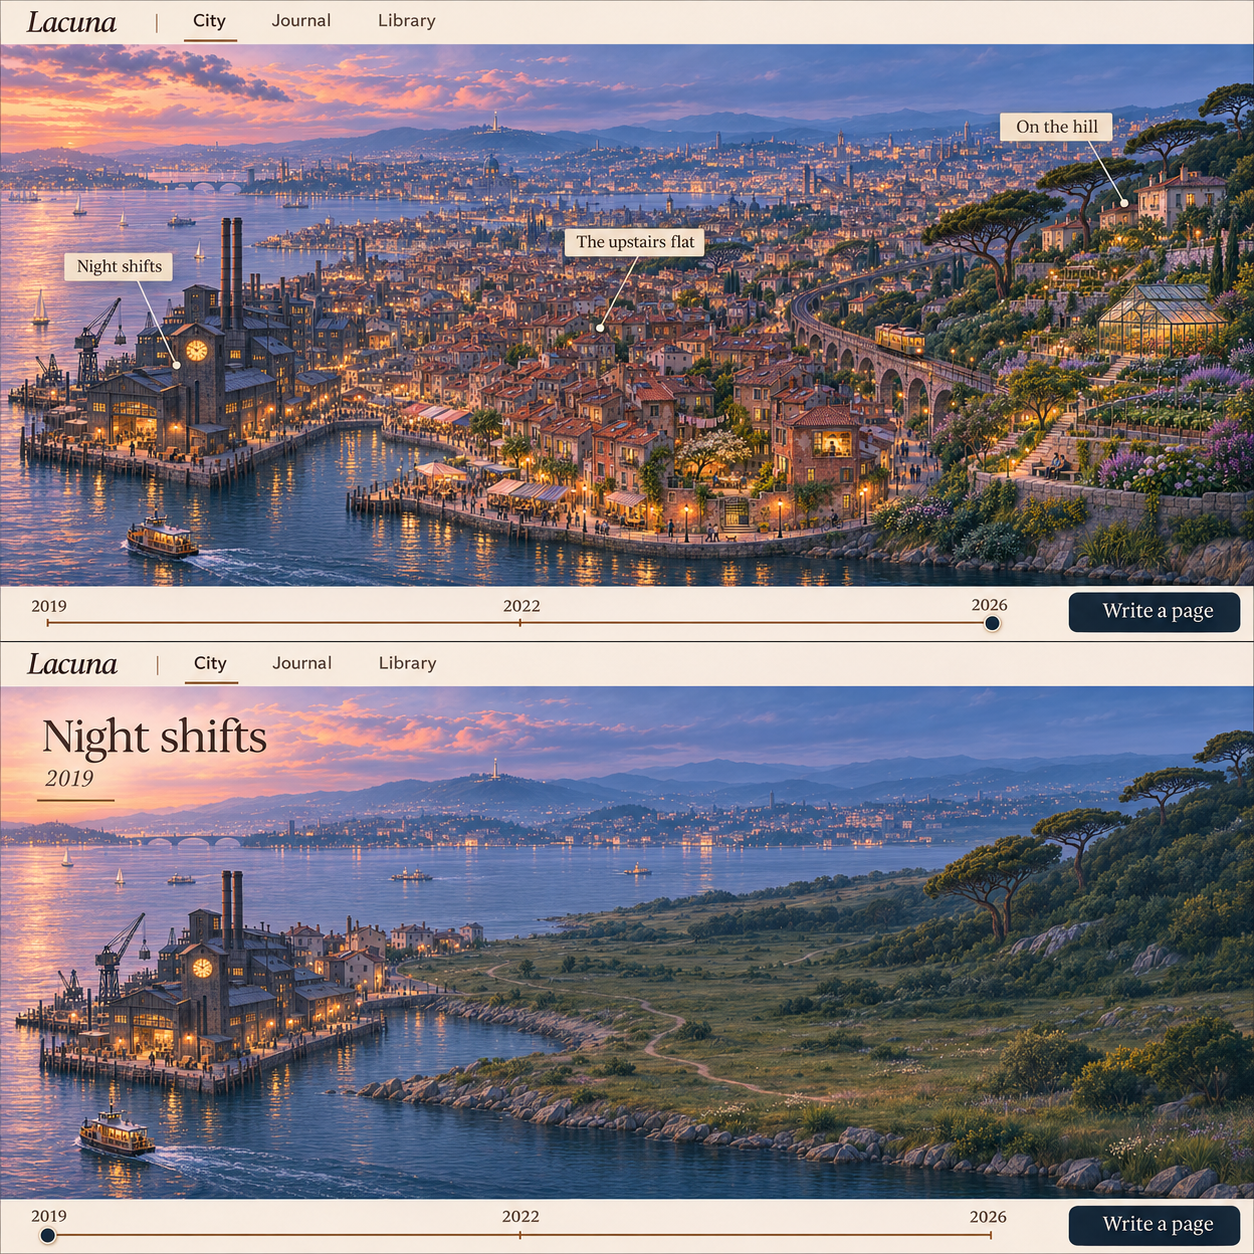 Lacuna | City Journal Library
On the hill
The upstairs flat
Night shifts
2019 2022 2026
Write a page
Lacuna | City Journal Library
Night shifts
2019
2019 2022 2026
Write a page